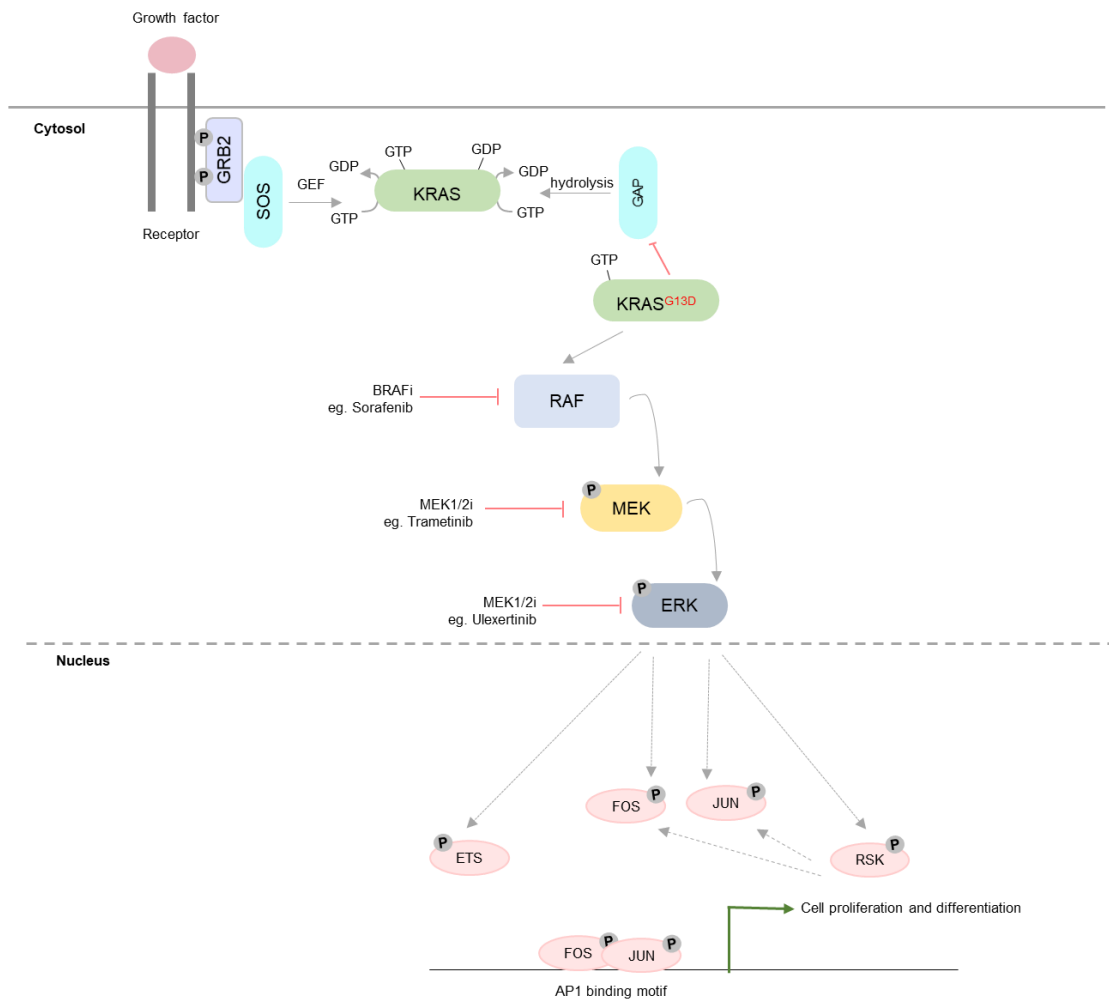 Growth factor
Cytosol
P
P
GRB2
SOS
Receptor
GEF
GDP
GTP
GTP
KRAS
GDP
GDP
GTP
hydrolysis
GAP
GTP
KRASG13D
BRAFi
eg. Sorafenib
RAF
MEK1/2i
eg. Trametinib
P
MEK
MEK1/2i
eg. Ulexertinib
P
ERK
Nucleus
FOS
P
JUN
P
P
ETS
RSK
P
Cell proliferation and differentiation
FOS
P
JUN
P
AP1 binding motif